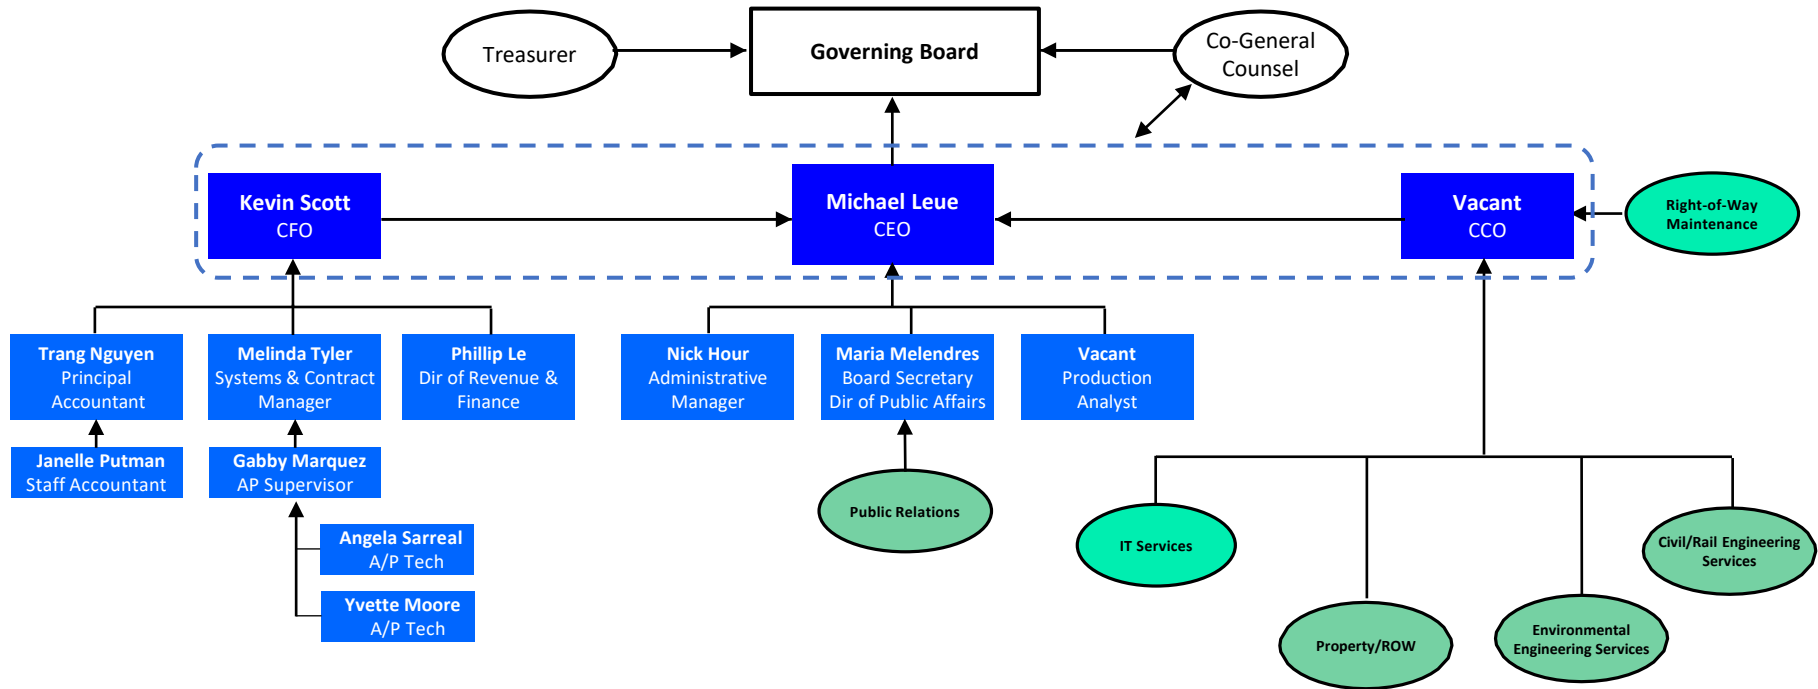 Treasurer
Governing Board
Co-General
Counsel
Kevin Scott
CFO
Michael Leue
CEO
Vacant
CCO
Right-of-Way
Maintenance
Trang Nguyen
Principal
Accountant
Melinda Tyler
Systems & Contract
Manager
Phillip Le
Dir of Revenue &
Finance
Nick Hour
Administrative
Manager
Maria Melendres
Board Secretary
Dir of Public Affairs
Vacant
Production
Analyst
Janelle Putman
Staff Accountant
Gabby Marquez
AP Supervisor
Public Relations
Angela Sarreal
A/P Tech
Yvette Moore
A/P Tech
IT Services
Civil/Rail Engineering
Services
Property/ROW
Environmental
Engineering Services